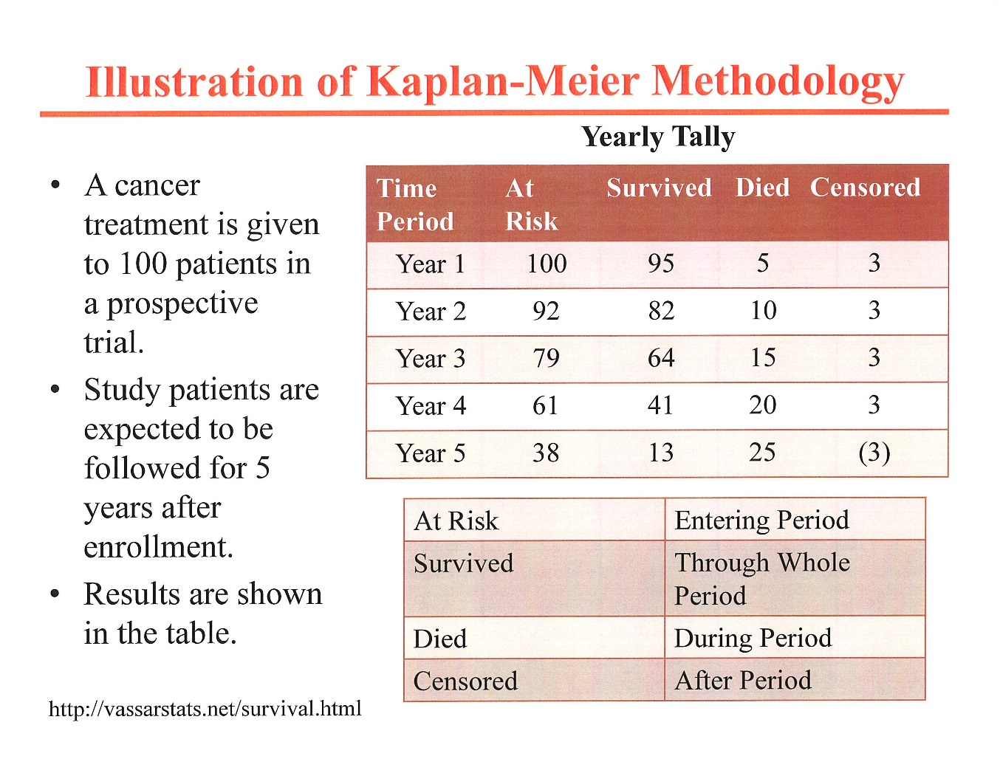 Illustration of Kaplan-Meier Methodology
• A cancer
treatment is given
to 100 patients in
a prospective
trial.
• Study patients are
expected to be
followed for 5
years after
enrollment.
• Results are shown
in the table.
http://vassarstats.net/survival.html
Yearly Tally
Time Period At Risk Survived Died Censored
Year 1 100 95 5 3
Year 2 92 82 10 3
Year 3 79 64 15 3
Year 4 61 41 20 3
Year 5 38 13 25 (3)
At Risk Entering Period
Survived Through Whole
Period
Died During Period
Censored After Period